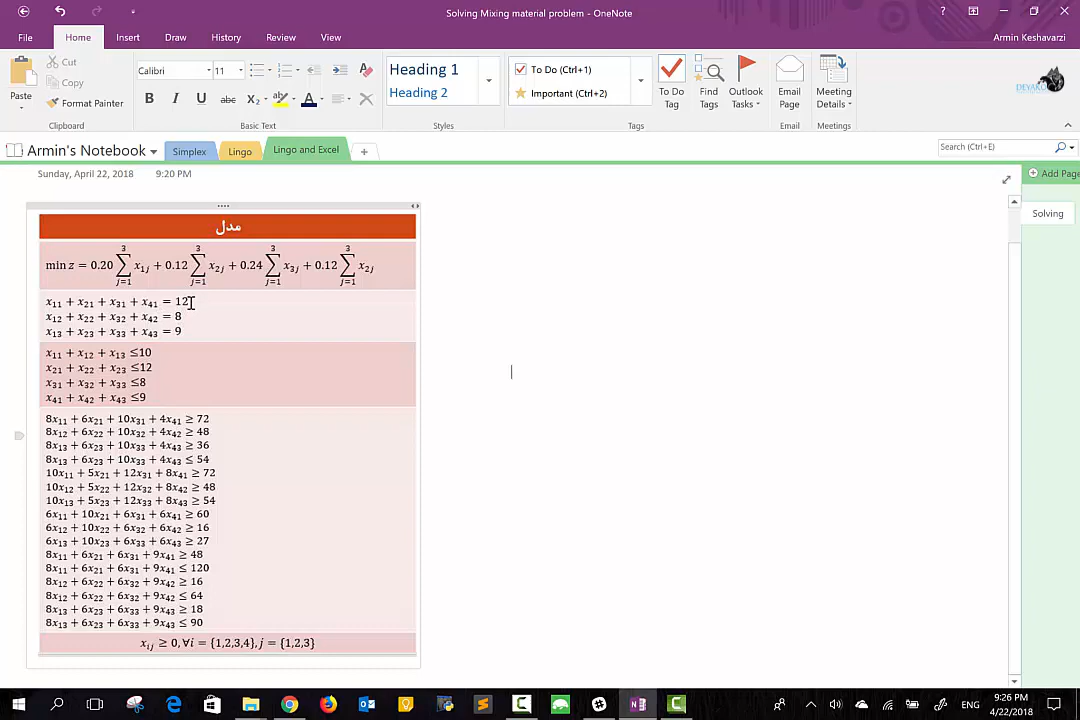 Solving Mixing material problem - OneNote
?
File
Home
Insert
Draw
History
Review
View
Armin Keshavarzi
Paste
Cut
Copy
Format Painter
Clipboard
Calibri
11
B I U abc X₂ A
Basic Text
Heading 1
Heading 2
Styles
To Do (Ctrl+1)
Important (Ctrl+2)
Tags
To Do Tag
Find Tags
Outlook Tasks
Email Page
Email
Meeting Details
Meetings
Armin's Notebook
Simplex
Lingo
Lingo and Excel
Search (Ctrl+E)
Sunday, April 22, 2018 9:20 PM
Add Page
Solving
مدل
min z = 0.20 ∑_{j=1}^{3} x₁ⱼ + 0.12 ∑_{j=1}^{3} x₂ⱼ + 0.24 ∑_{j=1}^{3} x₃ⱼ + 0.12 ∑_{j=1}^{3} x₂ⱼ
x₁₁ + x₂₁ + x₃₁ + x₄₁ = 12
x₁₂ + x₂₂ + x₃₂ + x₄₂ = 8
x₁₃ + x₂₃ + x₃₃ + x₄₃ = 9
x₁₁ + x₁₂ + x₁₃ ≤10
x₂₁ + x₂₂ + x₂₃ ≤12
x₃₁ + x₃₂ + x₃₃ ≤8
x₄₁ + x₄₂ + x₄₃ ≤9
8x₁₁ + 6x₂₁ + 10x₃₁ + 4x₄₁ ≥ 72
8x₁₂ + 6x₂₂ + 10x₃₂ + 4x₄₂ ≥ 48
8x₁₃ + 6x₂₃ + 10x₃₃ + 4x₄₃ ≥ 36
8x₁₃ + 6x₂₃ + 10x₃₃ + 4x₄₃ ≤ 54
10x₁₁ + 5x₂₁ + 12x₃₁ + 8x₄₁ ≥ 72
10x₁₂ + 5x₂₂ + 12x₃₂ + 8x₄₂ ≥ 48
10x₁₃ + 5x₂₃ + 12x₃₃ + 8x₄₃ ≥ 54
6x₁₁ + 10x₂₁ + 6x₃₁ + 6x₄₁ ≥ 60
6x₁₂ + 10x₂₂ + 6x₃₂ + 6x₄₂ ≥ 16
6x₁₃ + 10x₂₃ + 6x₃₃ + 6x₄₃ ≥ 27
8x₁₁ + 6x₂₁ + 6x₃₁ + 9x₄₁ ≥ 48
8x₁₁ + 6x₂₁ + 6x₃₁ + 9x₄₁ ≤ 120
8x₁₂ + 6x₂₂ + 6x₃₂ + 9x₄₂ ≥ 16
8x₁₂ + 6x₂₂ + 6x₃₂ + 9x₄₂ ≤ 64
8x₁₃ + 6x₂₃ + 6x₃₃ + 9x₄₃ ≥ 18
8x₁₃ + 6x₂₃ + 6x₃₃ + 9x₄₃ ≤ 90
xᵢⱼ ≥ 0, ∀i = {1,2,3,4}, j = {1,2,3}
ENG
9:26 PM
4/22/2018